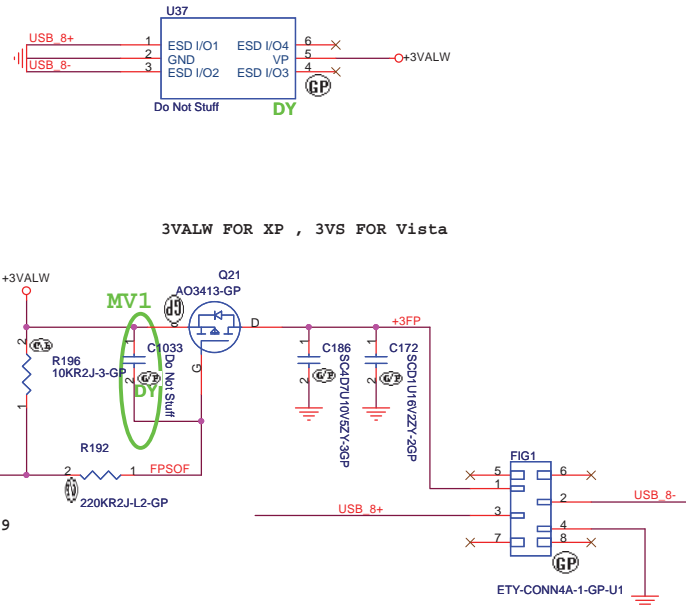 U37
USB_8+ 1 ESD I/O1 ESD I/O4 6
2 GND VP 5 +3VALW
USB_8- 3 ESD I/O2 ESD I/O3 4
GP
Do Not Stuff DY
3VALW FOR XP , 3VS FOR Vista
+3VALW
Q21
MV1 AO3413-GP
GP
D
+3FP
G
2
R196
10KR2J-3-GP
1
1
C1033
2
G/P
DY
Do Not Stuff
1
C186
2
G/P
SC4D7U10V5ZY-3GP
1
C172
2
G/P
SCD1U16V2ZY-2GP
R192
2 1 FPSOF
220KR2J-L2-GP
9
FIG1
5 6
1
2 USB_8-
USB_8+ 3
4
7 8
GP
ETY-CONN4A-1-GP-U1